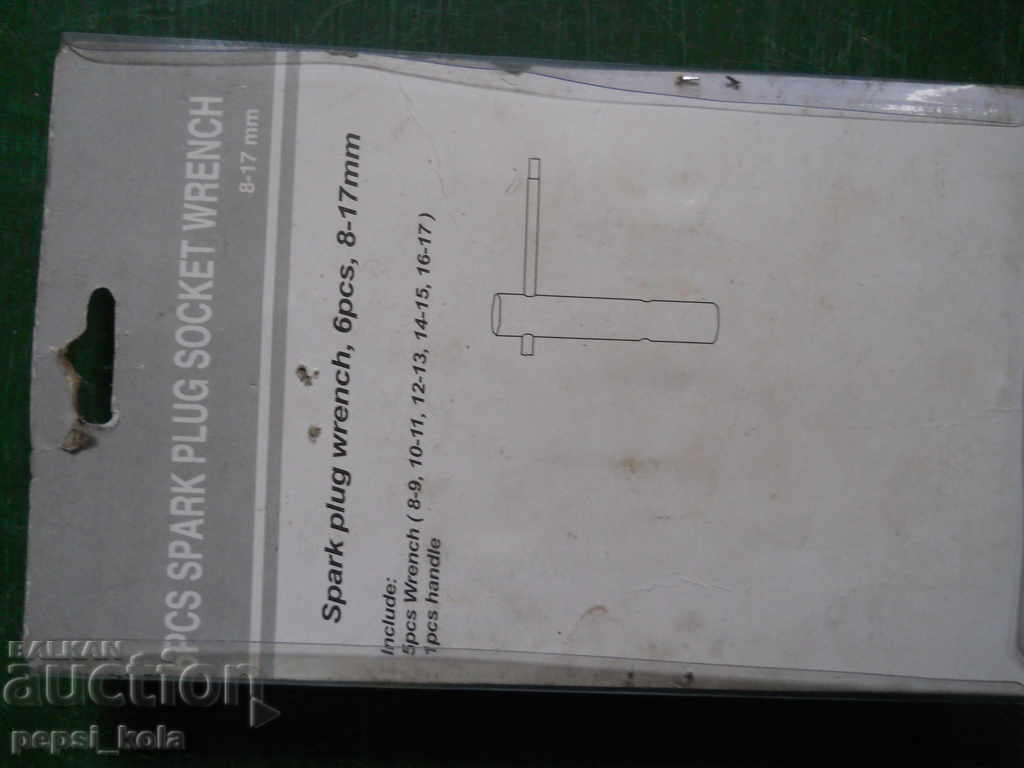 PCS SPARK PLUG SOCKET WRENCH
8-17 mm
Spark plug wrench, 6pcs, 8-17mm
Include:
5pcs Wrench ( 8-9, 10-11, 12-13, 14-15, 16-17 )
1pcs handle
BALKAN
auction
pepsi_kola